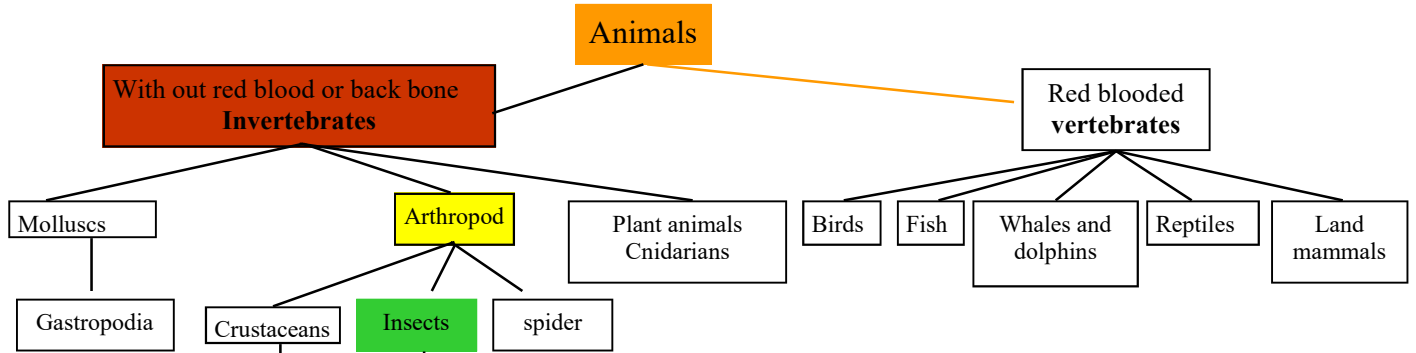 Animals
With out red blood or back bone
Invertebrates
Red blooded
vertebrates
Molluscs
Arthropod
Plant animals
Cnidarians
Birds
Fish
Whales and
dolphins
Reptiles
Land
mammals
Gastropodia
Crustaceans
Insects
spider